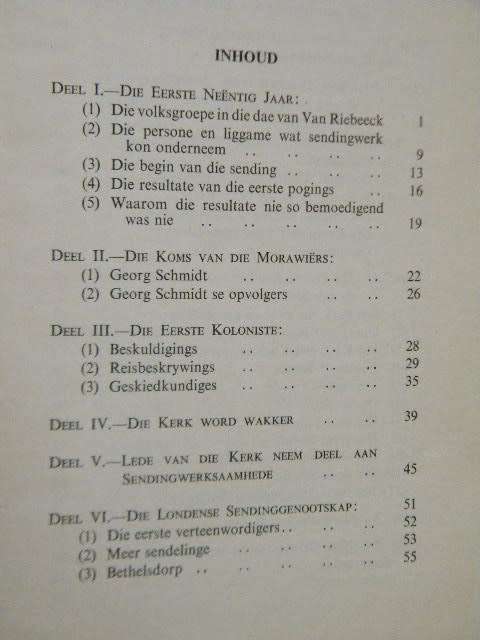 INHOUD
DEEL I.—DIE EERSTE NEËNTIG JAAR:
(1) Die volksgroepe in die dae van Van Riebeeck 1
(2) Die persone en liggame wat sendingwerk
kon onderneem .. .. .. .. 9
(3) Die begin van die sending .. .. .. 13
(4) Die resultate van die eerste pogings .. 16
(5) Waarom die resultate nie so bemoedigend
was nie .. .. .. .. .. 19
DEEL II.—DIE KOMS VAN DIE MORAWIËRS:
(1) Georg Schmidt .. .. .. .. 22
(2) Georg Schmidt se opvolgers .. .. 26
DEEL III.—DIE EERSTE KOLONISTE:
(1) Beskuldigings .. .. .. .. 28
(2) Reisbeskrywings .. .. .. .. 29
(3) Geskiedkundiges .. .. .. .. 35
DEEL IV.—DIE KERK WORD WAKKER .. .. 39
DEEL V.—LEDE VAN DIE KERK NEEM DEEL AAN
SENDINGWERKSAAMHEDE .. .. 45
DEEL VI.—DIE LONDENSE SENDINGGENOOTSKAP: 51
(1) Die eerste verteenwordigers .. .. .. 52
(2) Meer sendelinge .. .. .. .. 53
(3) Bethelsdorp .. .. .. .. .. 55